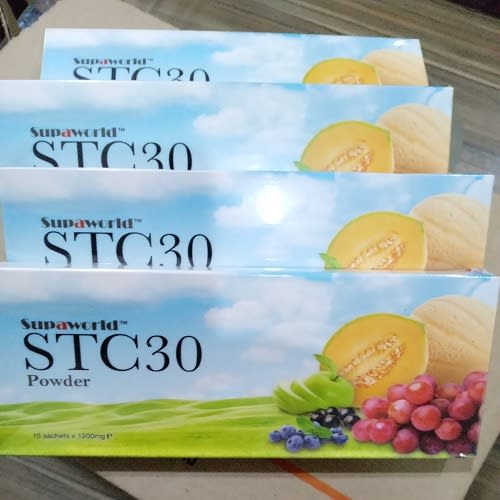 Supaworld™
STC30
Supaworld™
STC30
Supaworld™
STC30
Supaworld™
STC30
Powder
15 sachets x 1200mg ℮